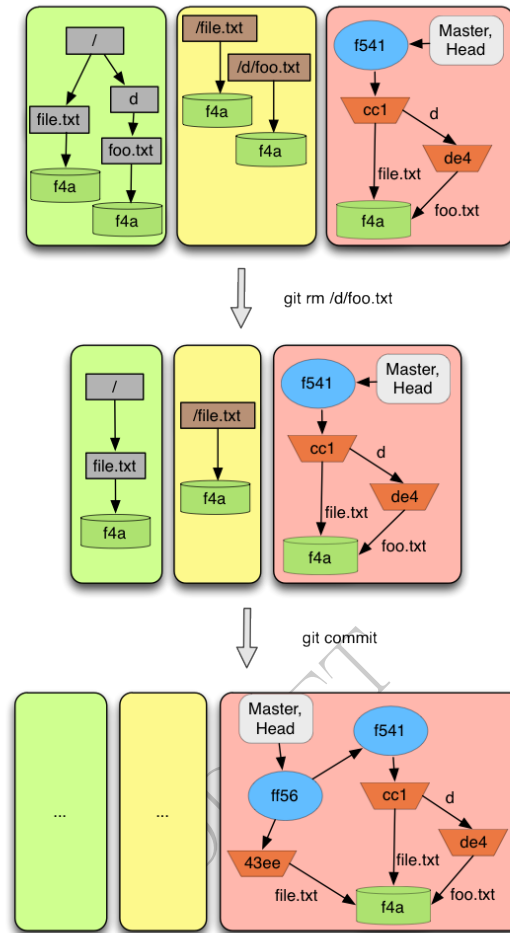 /
file.txt
d
foo.txt
f4a
f4a
/file.txt
/d/foo.txt
f4a
f4a
f541
Master,
Head
cc1
d
de4
file.txt
foo.txt
f4a
git rm /d/foo.txt
/
file.txt
f4a
/file.txt
f4a
f541
Master,
Head
cc1
d
de4
file.txt
foo.txt
f4a
git commit
...
...
Master,
Head
f541
ff56
cc1
d
43ee
de4
file.txt
file.txt
foo.txt
f4a